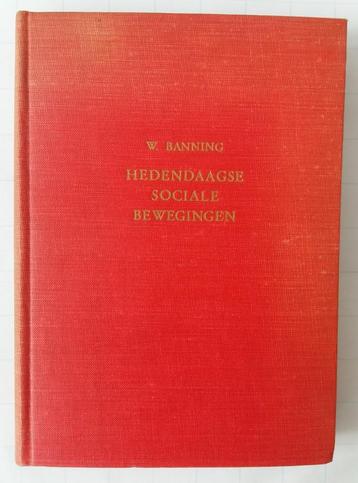 W. BANNING
HEDENDAAGSE
SOCIALE
BEWEGINGEN